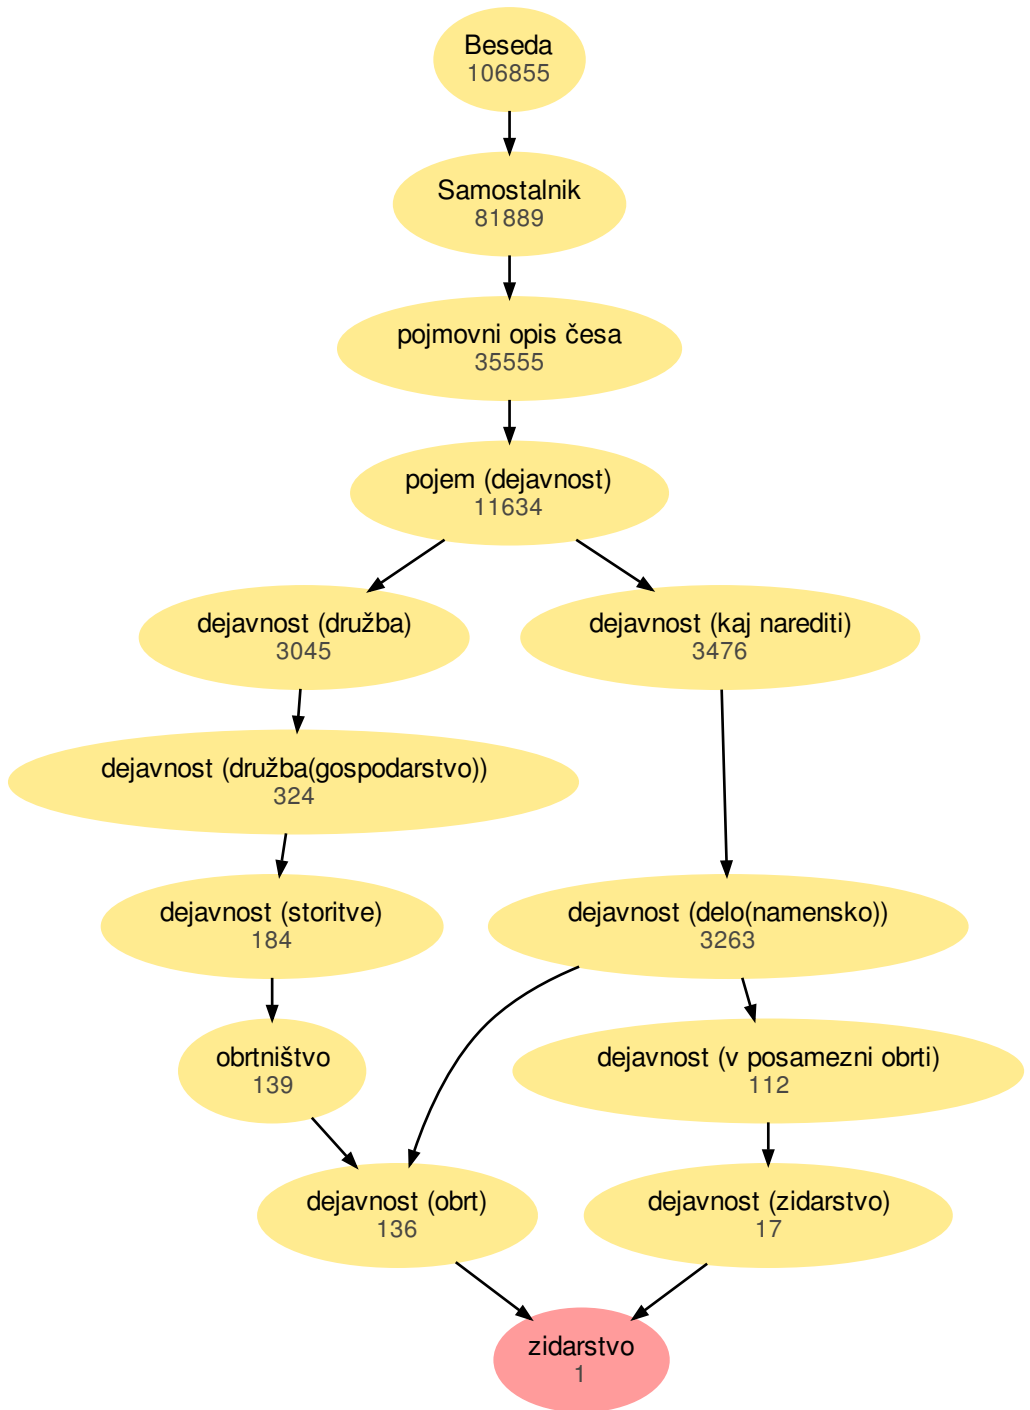 Beseda
106855
Samostalnik
81889
pojmovni opis česa
35555
pojem (dejavnost)
11634
dejavnost (družba)
3045
dejavnost (kaj narediti)
3476
dejavnost (družba(gospodarstvo))
324
dejavnost (storitve)
184
dejavnost (delo(namensko))
3263
obrtništvo
139
dejavnost (v posamezni obrti)
112
dejavnost (obrt)
136
dejavnost (zidarstvo)
17
zidarstvo
1